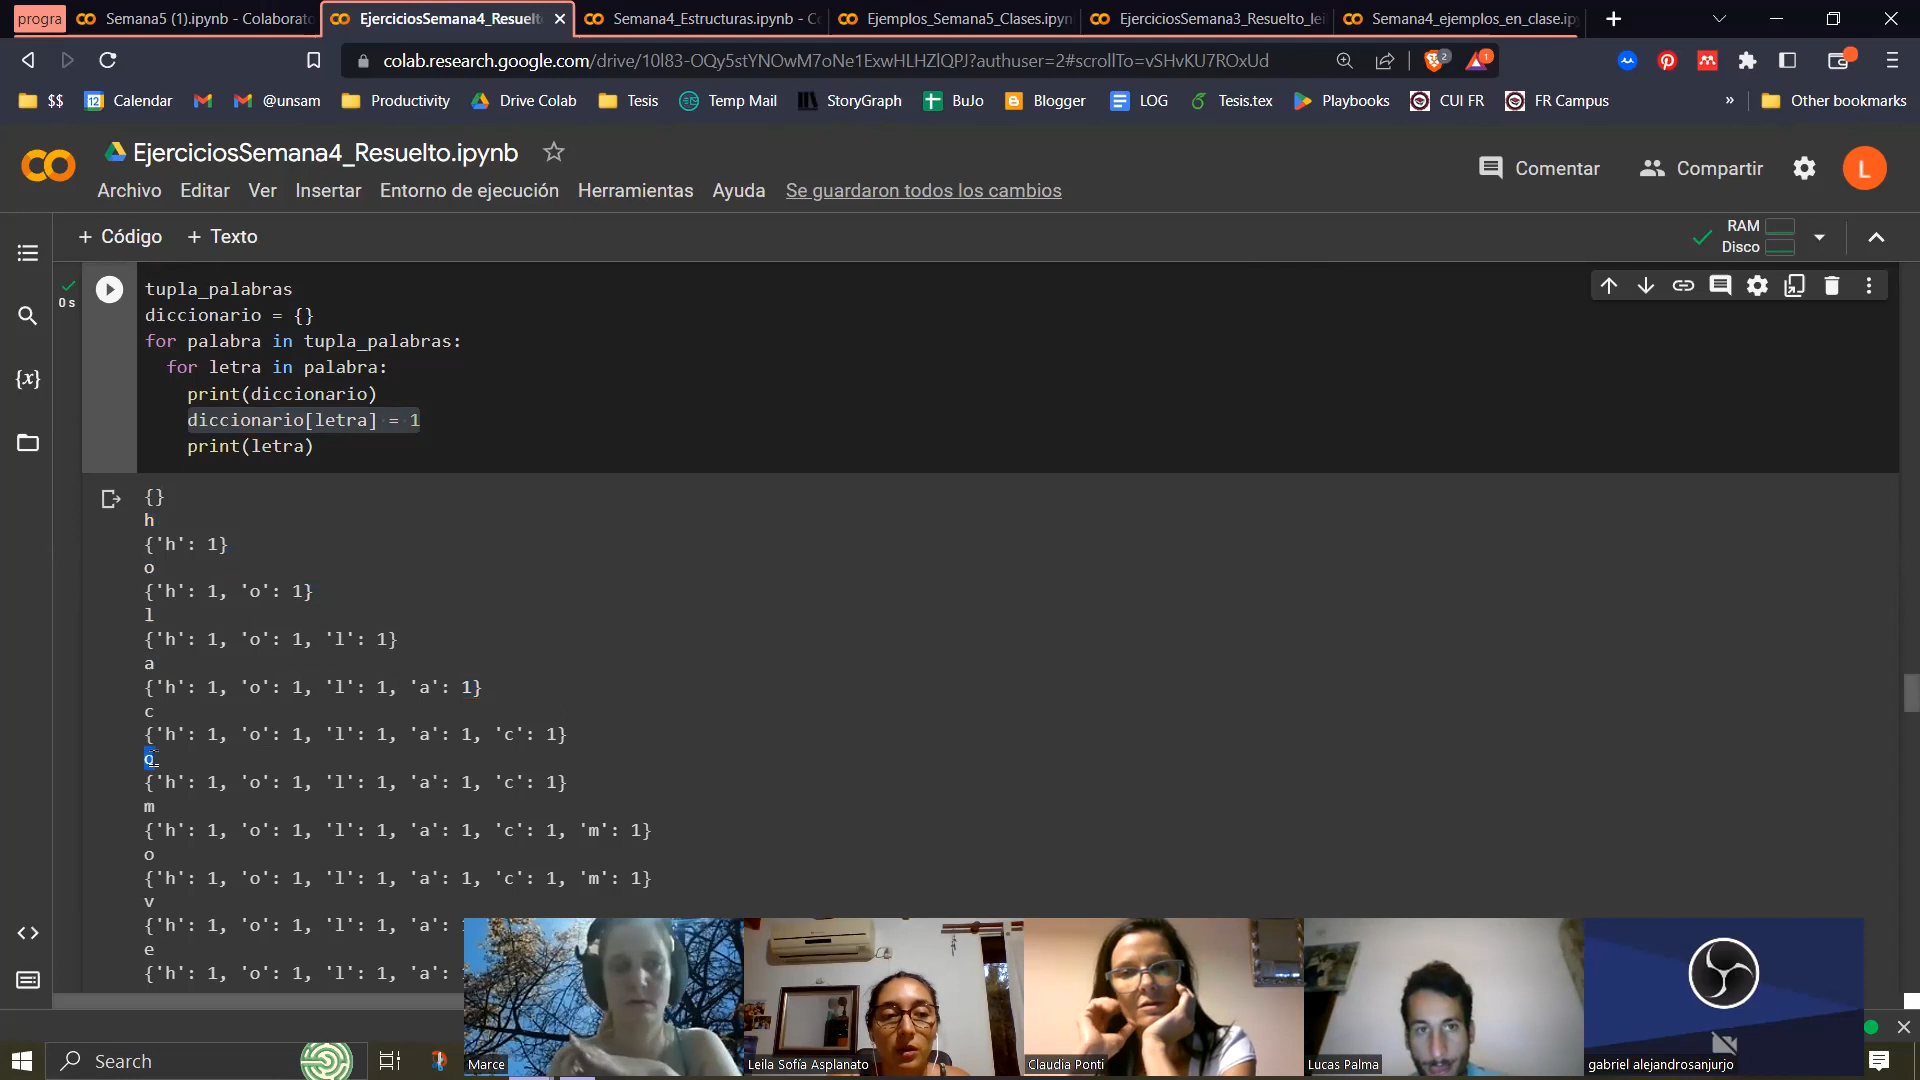 progra
Semana5 (1).ipynb - Colaborato
EjerciciosSemana4_Resuelt
Semana4_Estructuras.ipynb - C
Ejemplos_Semana5_Clases.ipyn
EjerciciosSemana3_Resuelto_le
Semana4_ejemplos_en_clase.ip
colab.research.google.com/drive/10l83-OQy5stYNOwM7oNe1ExwHLHZlQPJ?authuser=2#scrollTo=vSHvKU7ROxUd
2
1
$$
12
Calendar
@unsam
Productivity
Drive Colab
Tesis
Temp Mail
StoryGraph
BuJo
Blogger
LOG
Tesis.tex
Playbooks
CUI FR
FR Campus
»
Other bookmarks
EjerciciosSemana4_Resuelto.ipynb
Comentar
Compartir
L
Archivo Editar Ver Insertar Entorno de ejecución Herramientas Ayuda Se guardaron todos los cambios
+ Código + Texto
RAM
Disco
0 s
tupla_palabras
diccionario = {}
for palabra in tupla_palabras:
for letra in palabra:
print(diccionario)
diccionario[letra] = 1
print(letra)
{x}
{}
h
{'h': 1}
o
{'h': 1, 'o': 1}
l
{'h': 1, 'o': 1, 'l': 1}
a
{'h': 1, 'o': 1, 'l': 1, 'a': 1}
c
{'h': 1, 'o': 1, 'l': 1, 'a': 1, 'c': 1}
o
{'h': 1, 'o': 1, 'l': 1, 'a': 1, 'c': 1}
m
{'h': 1, 'o': 1, 'l': 1, 'a': 1, 'c': 1, 'm': 1}
o
{'h': 1, 'o': 1, 'l': 1, 'a': 1, 'c': 1, 'm': 1}
v
{'h': 1, 'o': 1, 'l': 1, 'a':
e
{'h': 1, 'o': 1, 'l': 1, 'a':
Marce
Leila Sofía Asplanato
Claudia Ponti
Lucas Palma
gabriel alejandrosanjurjo
Search